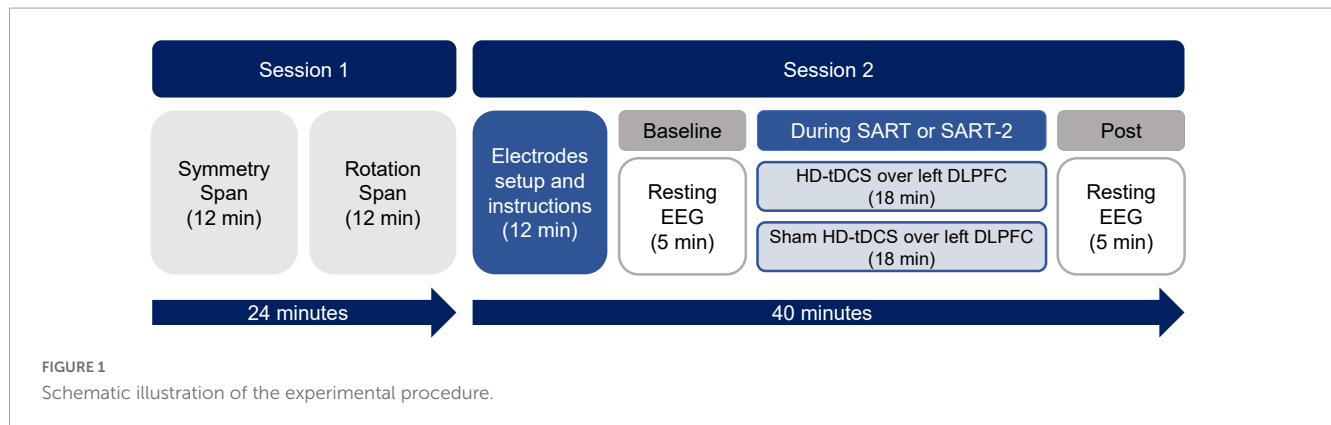 Session 1
Session 2
Symmetry
Span
(12 min)
Rotation
Span
(12 min)
Electrodes
setup and
instructions
(12 min)
Baseline
Resting
EEG
(5 min)
During SART or SART-2
HD-tDCS over left DLPFC
(18 min)
Sham HD-tDCS over left DLPFC
(18 min)
Post
Resting
EEG
(5 min)
24 minutes
40 minutes
FIGURE 1
Schematic illustration of the experimental procedure.